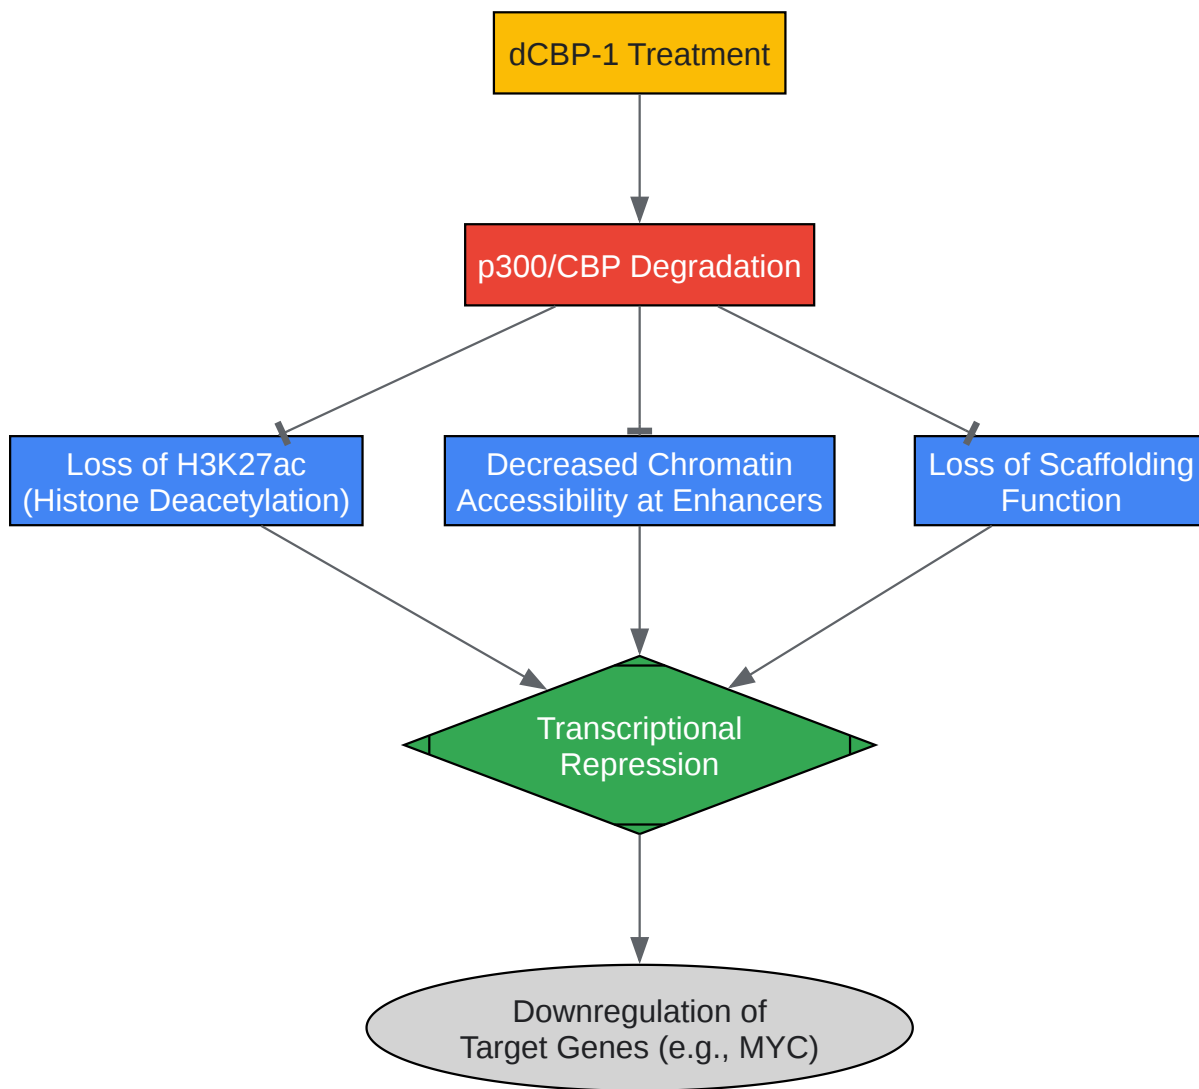 dCBP-1 Treatment
p300/CBP Degradation
Loss of H3K27ac
(Histone Deacetylation)
Decreased Chromatin
Accessibility at Enhancers
Loss of Scaffolding
Function
Transcriptional
Repression
Downregulation of
Target Genes (e.g., MYC)